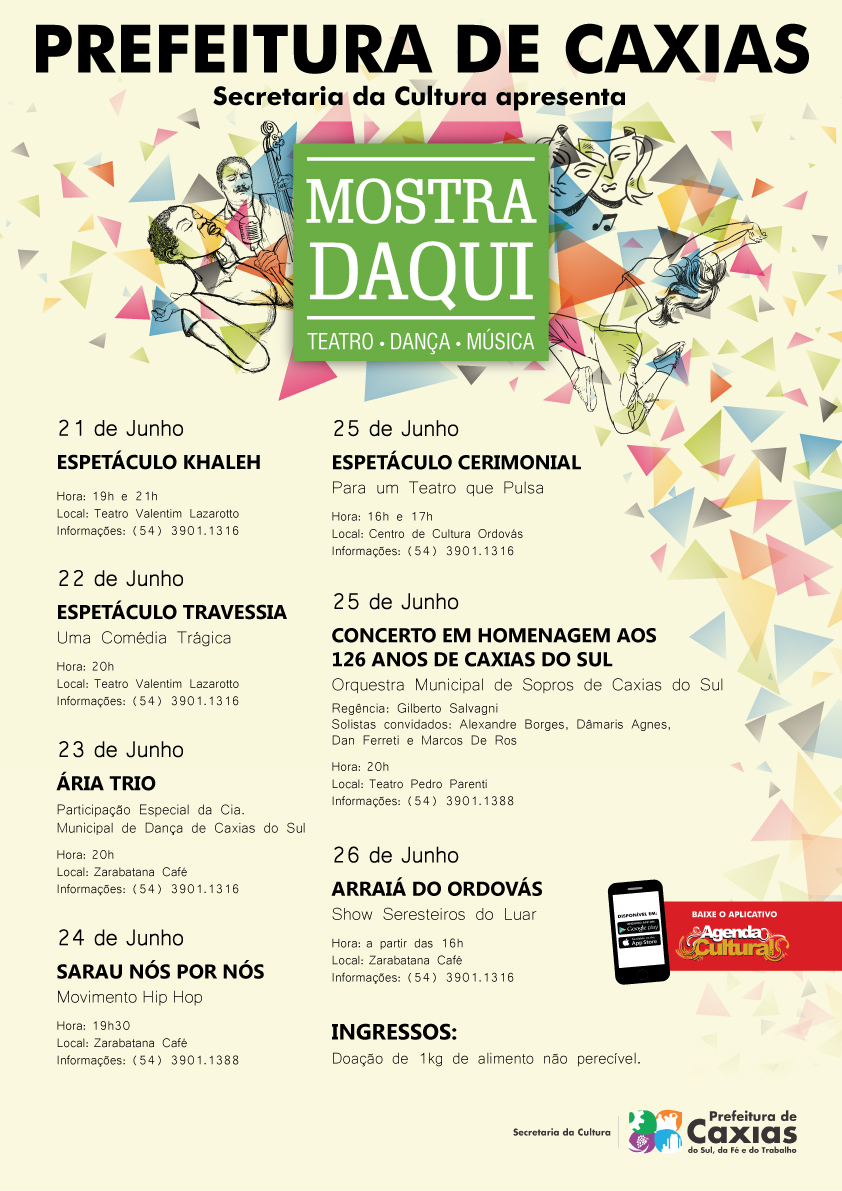 PREFEITURA DE CAXIAS
Secretaria da Cultura apresenta
MOSTRA
DAQUI
TEATRO • DANÇA • MÚSICA
21 de Junho
ESPETÁCULO KHALEH
Hora: 19h e 21h
Local: Teatro Valentim Lazarotto
Informações: (54) 3901.1316
22 de Junho
ESPETÁCULO TRAVESSIA
Uma Comédia Trágica
Hora: 20h
Local: Teatro Valentim Lazarotto
Informações: (54) 3901.1316
23 de Junho
ÁRIA TRIO
Participação Especial da Cia.
Municipal de Dança de Caxias do Sul
Hora: 20h
Local: Zarabatana Café
Informações: (54) 3901.1316
24 de Junho
SARAU NÓS POR NÓS
Movimento Hip Hop
Hora: 19h30
Local: Zarabatana Café
Informações: (54) 3901.1388
25 de Junho
ESPETÁCULO CERIMONIAL
Para um Teatro que Pulsa
Hora: 16h e 17h
Local: Centro de Cultura Ordovás
Informações: (54) 3901.1316
25 de Junho
CONCERTO EM HOMENAGEM AOS
126 ANOS DE CAXIAS DO SUL
Orquestra Municipal de Sopros de Caxias do Sul
Regência: Gilberto Salvagni
Solistas convidados: Alexandre Borges, Dâmaris Agnes,
Dan Ferreti e Marcos De Ros
Hora: 20h
Local: Teatro Pedro Parenti
Informações: (54) 3901.1388
26 de Junho
ARRAIÁ DO ORDOVÁS
Show Seresteiros do Luar
Hora: a partir das 16h
Local: Zarabatana Café
Informações: (54) 3901.1316
INGRESSOS:
Doação de 1kg de alimento não perecível.
DISPONÍVEL EM:
Google play
App Store
BAIXE O APLICATIVO
Agenda
Cultural
Secretaria da Cultura
Prefeitura de
Caxias
do Sul, da Fé e do Trabalho